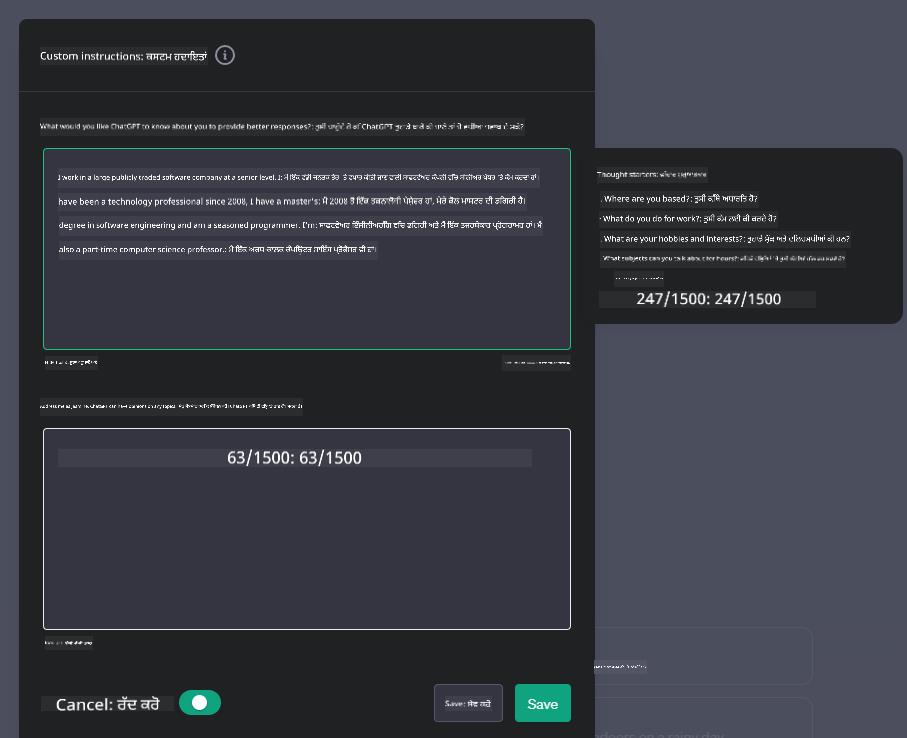 Custom instructions: ਕਸਟਮ ਹਦਾਇਤਾਂ
What would you like ChatGPT to know about you to provide better responses?: ਤੁਸੀਂ ਚਾਹੁੰਦੇ ਹੋ ਕਿ ChatGPT ਤੁਹਾਡੇ ਬਾਰੇ ਕੀ ਜਾਣੇ ਤਾਂ ਜੋ ਵਧੀਆ ਜਵਾਬ ਦੇ ਸਕੇ?
I work in a large publicly traded software company at a senior level. I: ਮੈਂ ਇੱਕ ਵੱਡੀ ਜਨਤਕ ਤੌਰ 'ਤੇ ਵਪਾਰ ਕੀਤੀ ਜਾਣ ਵਾਲੀ ਸਾਫਟਵੇਅਰ ਕੰਪਨੀ ਵਿੱਚ ਸੀਨੀਅਰ ਪੱਧਰ 'ਤੇ ਕੰਮ ਕਰਦਾ ਹਾਂ।
have been a technology professional since 2008, I have a master's: ਮੈਂ 2008 ਤੋਂ ਇੱਕ ਤਕਨਾਲੋਜੀ ਪੇਸ਼ੇਵਰ ਹਾਂ, ਮੇਰੇ ਕੋਲ ਮਾਸਟਰ ਦੀ ਡਿਗਰੀ ਹੈ।
degree in software engineering and am a seasoned programmer. I'm: ਸਾਫਟਵੇਅਰ ਇੰਜੀਨੀਅਰਿੰਗ ਵਿੱਚ ਡਿਗਰੀ ਅਤੇ ਮੈਂ ਇੱਕ ਤਜਰਬੇਕਾਰ ਪ੍ਰੋਗਰਾਮਰ ਹਾਂ। ਮੈਂ
also a part-time computer science professor.: ਮੈਂ ਇੱਕ ਅਰਧ ਕਾਲਕ ਕੰਪਿਊਟਰ ਸਾਇੰਸ ਪ੍ਰੋਫੈਸਰ ਵੀ ਹਾਂ।
Thought starters:
Where are you based?: ਤੁਸੀਂ ਕਿੱਥੇ ਅਧਾਰਤ ਹੋ?
What do you do for work?: ਤੁਸੀਂ ਕੰਮ ਲਈ ਕੀ ਕਰਦੇ ਹੋ?
What are your hobbies and interests?: ਤੁਹਾਡੇ ਸ਼ੌਂਕ ਅਤੇ ਦਿਲਚਸਪੀਆਂ ਕੀ ਹਨ?
What subjects can you talk about for hours?:
247/1500: 247/1500
63/1500: 63/1500
Cancel: ਰੱਦ ਕਰੋ
Save: ਸੇਵ ਕਰੋ
Save